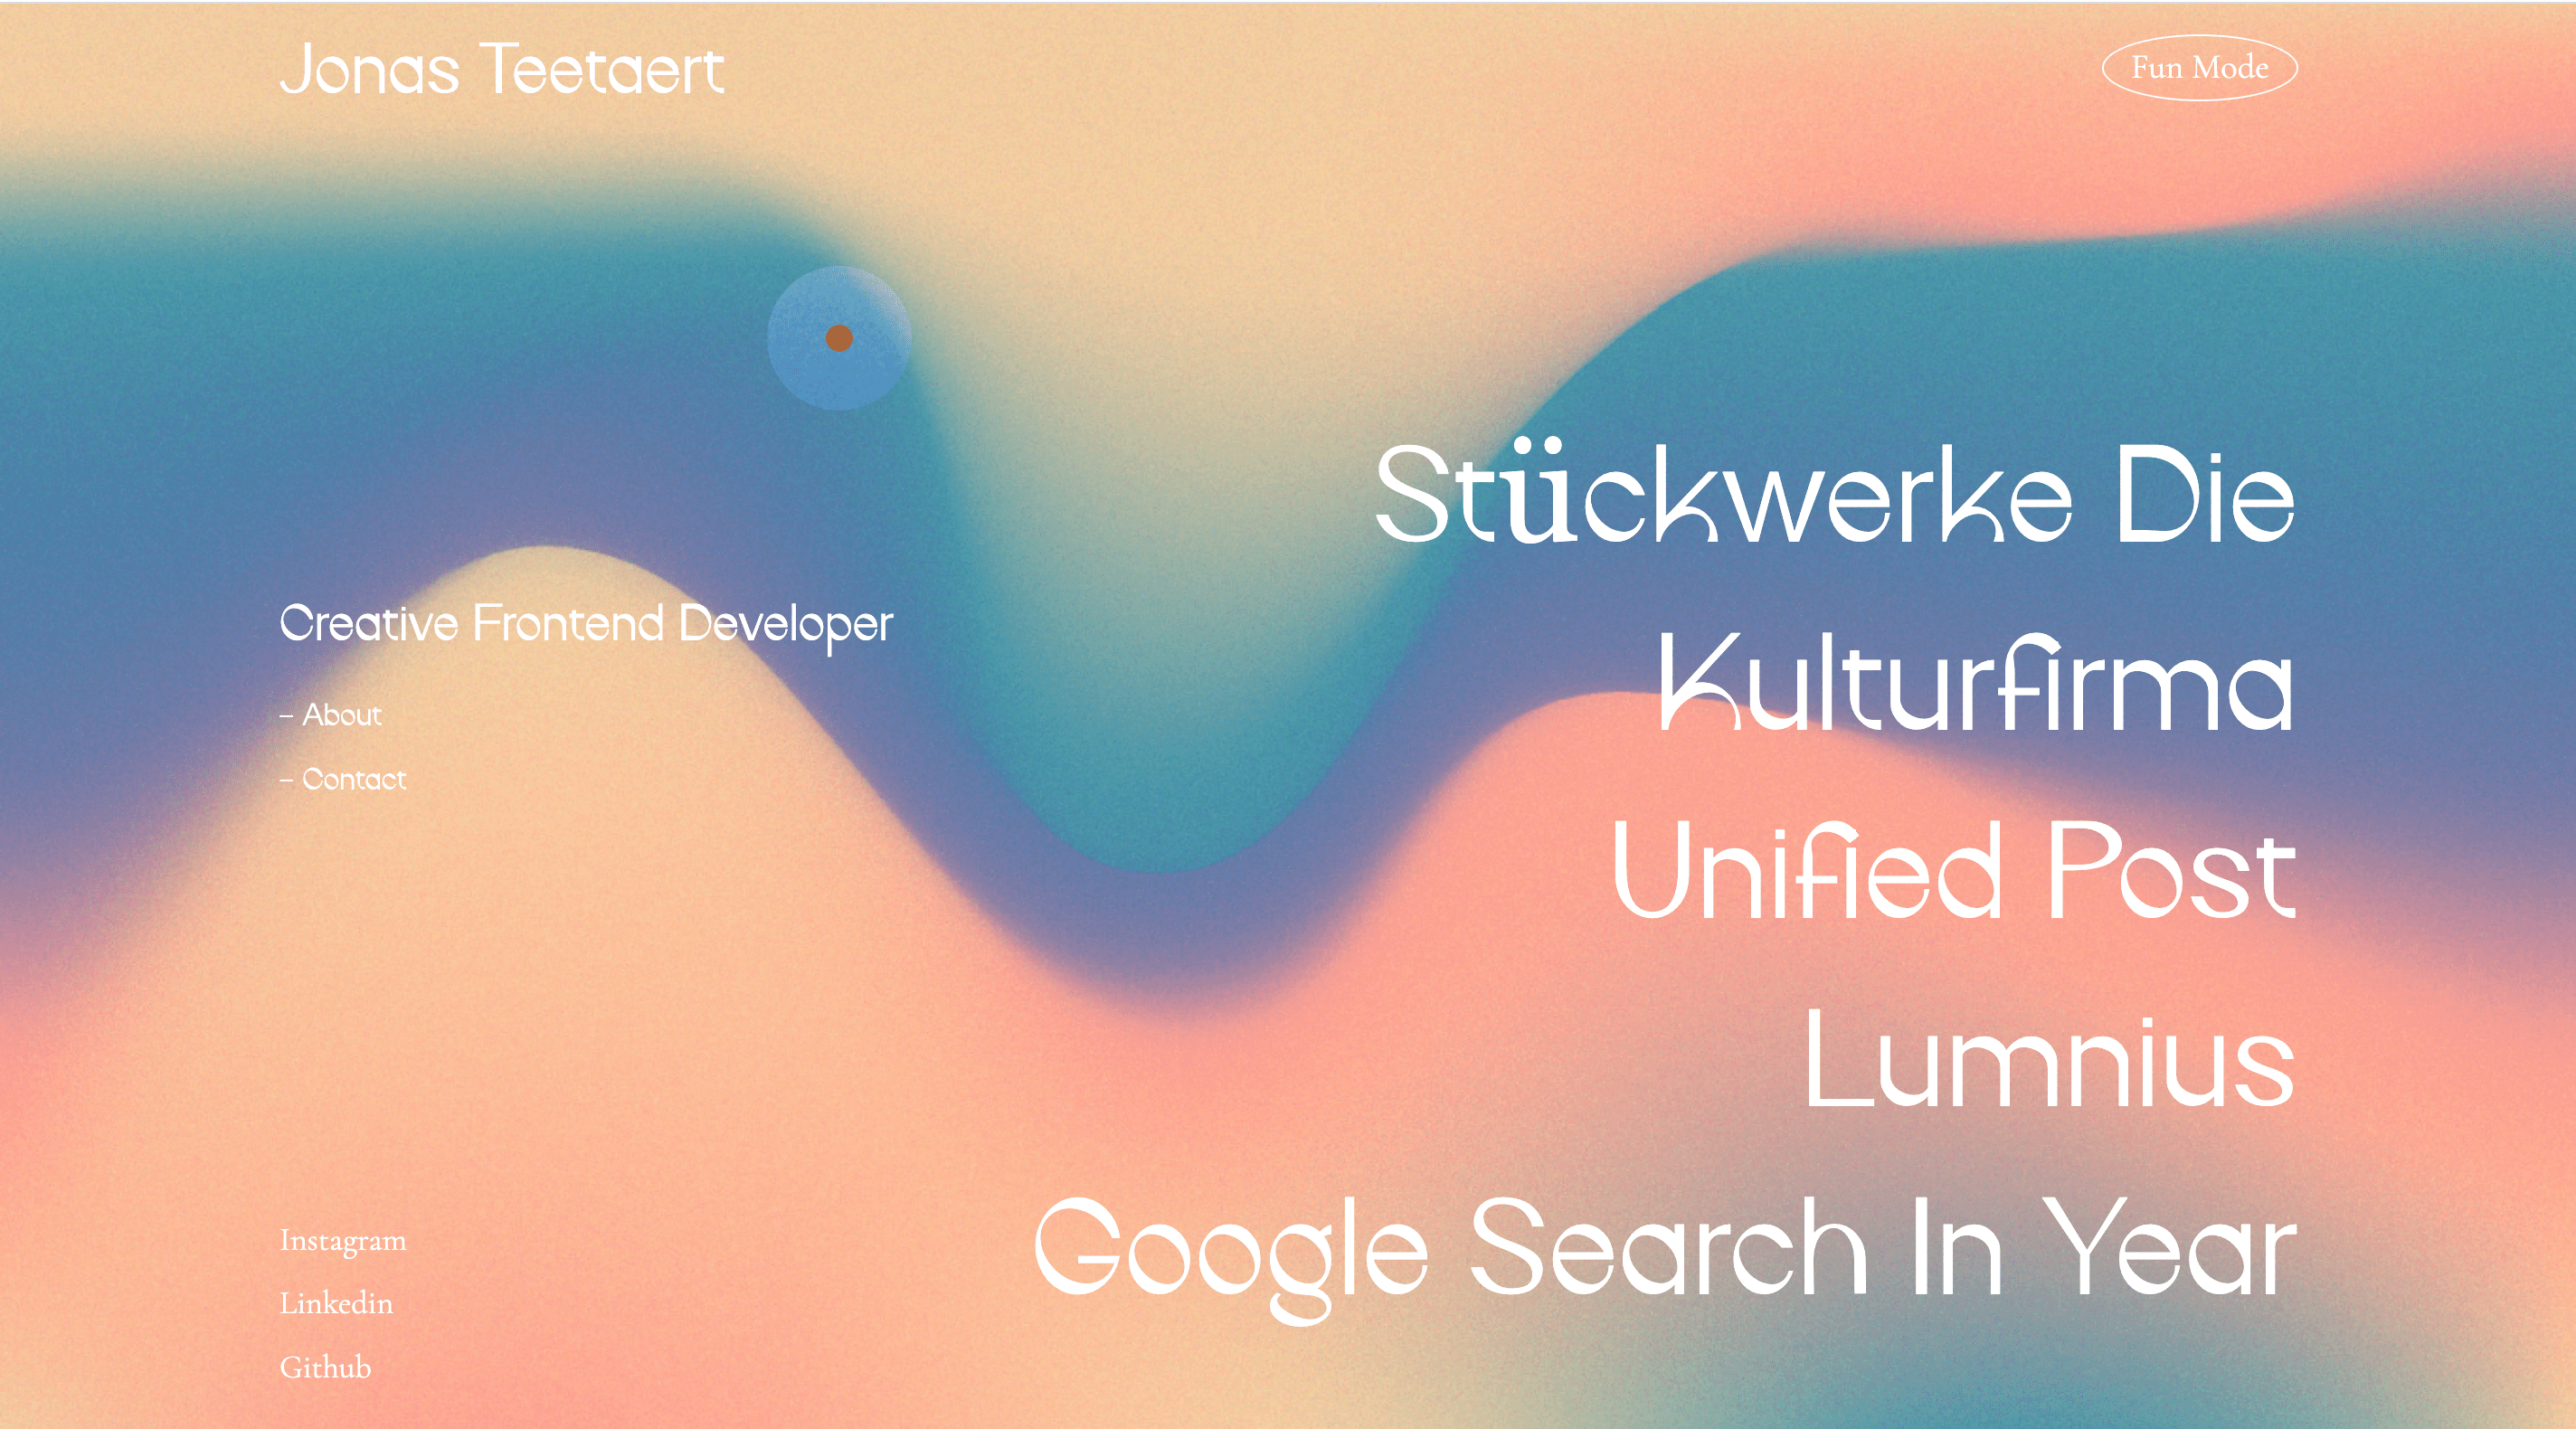 Jonas Teetaert
Fun Mode
Creative Frontend Developer
– About
– Contact
Instagram
Linkedin
Github
Stückwerke Die
Kulturfirma
Unified Post
Lumnius
Google Search In Year